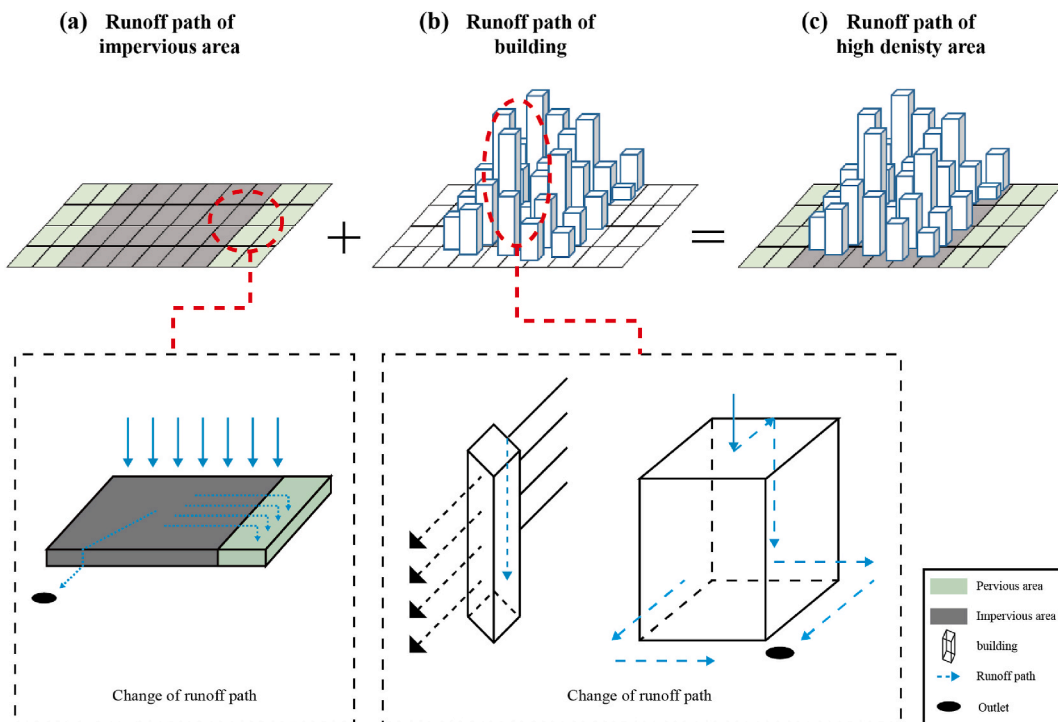 (a) Runoff path of
impervious area
(b) Runoff path of
building
(c) Runoff path of
high denisty area
+
=
Change of runoff path
Change of runoff path
Pervious area
Impervious area
building
Runoff path
Outlet